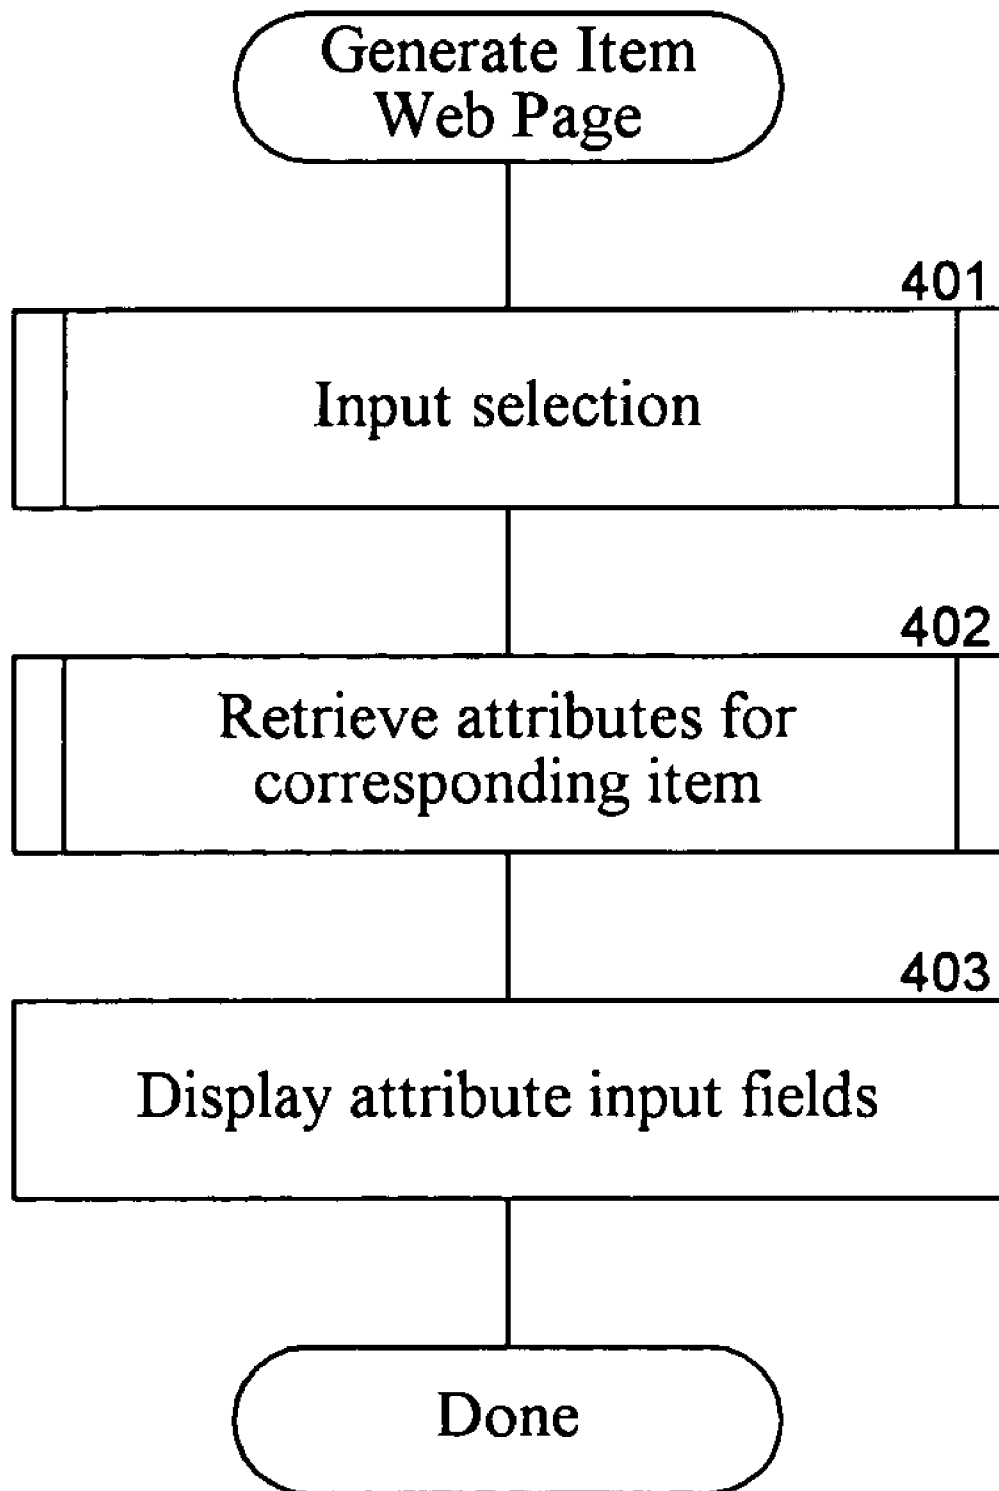 Generate Item
Web Page
401
Input selection
402
Retrieve attributes for
corresponding item
403
Display attribute input fields
Done